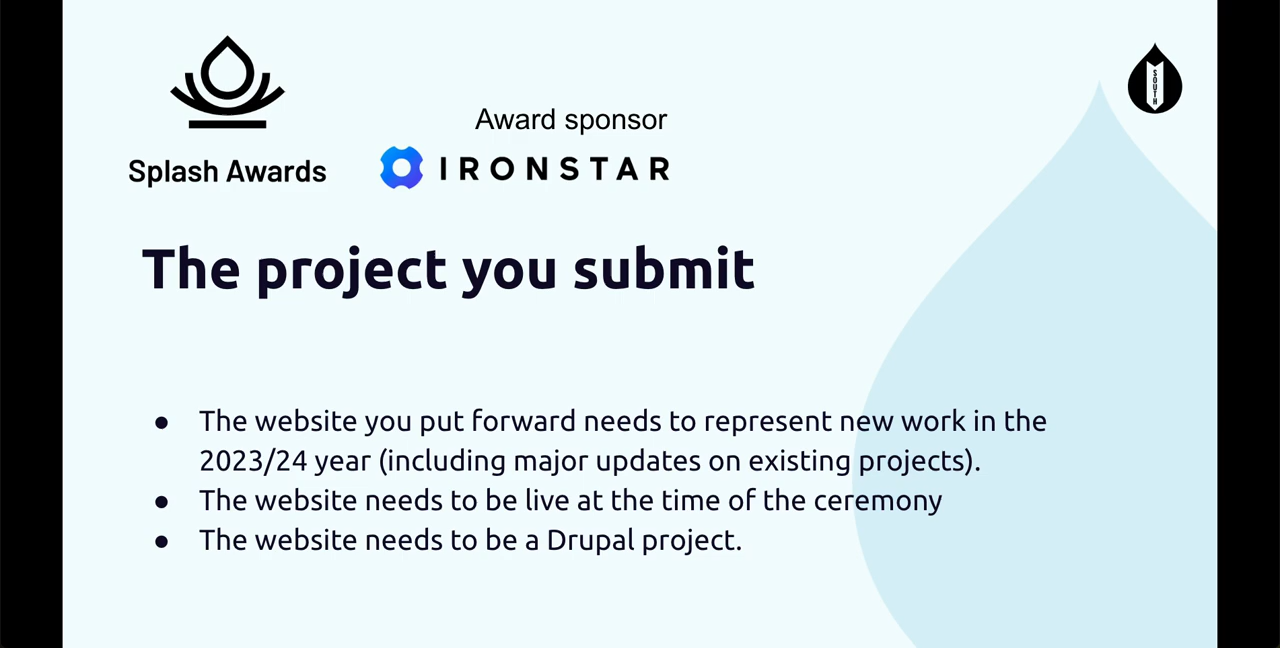 SOUTH
Award sponsor
Splash Awards
IRONSTAR
The project you submit
● The website you put forward needs to represent new work in the
2023/24 year (including major updates on existing projects).
● The website needs to be live at the time of the ceremony
● The website needs to be a Drupal project.